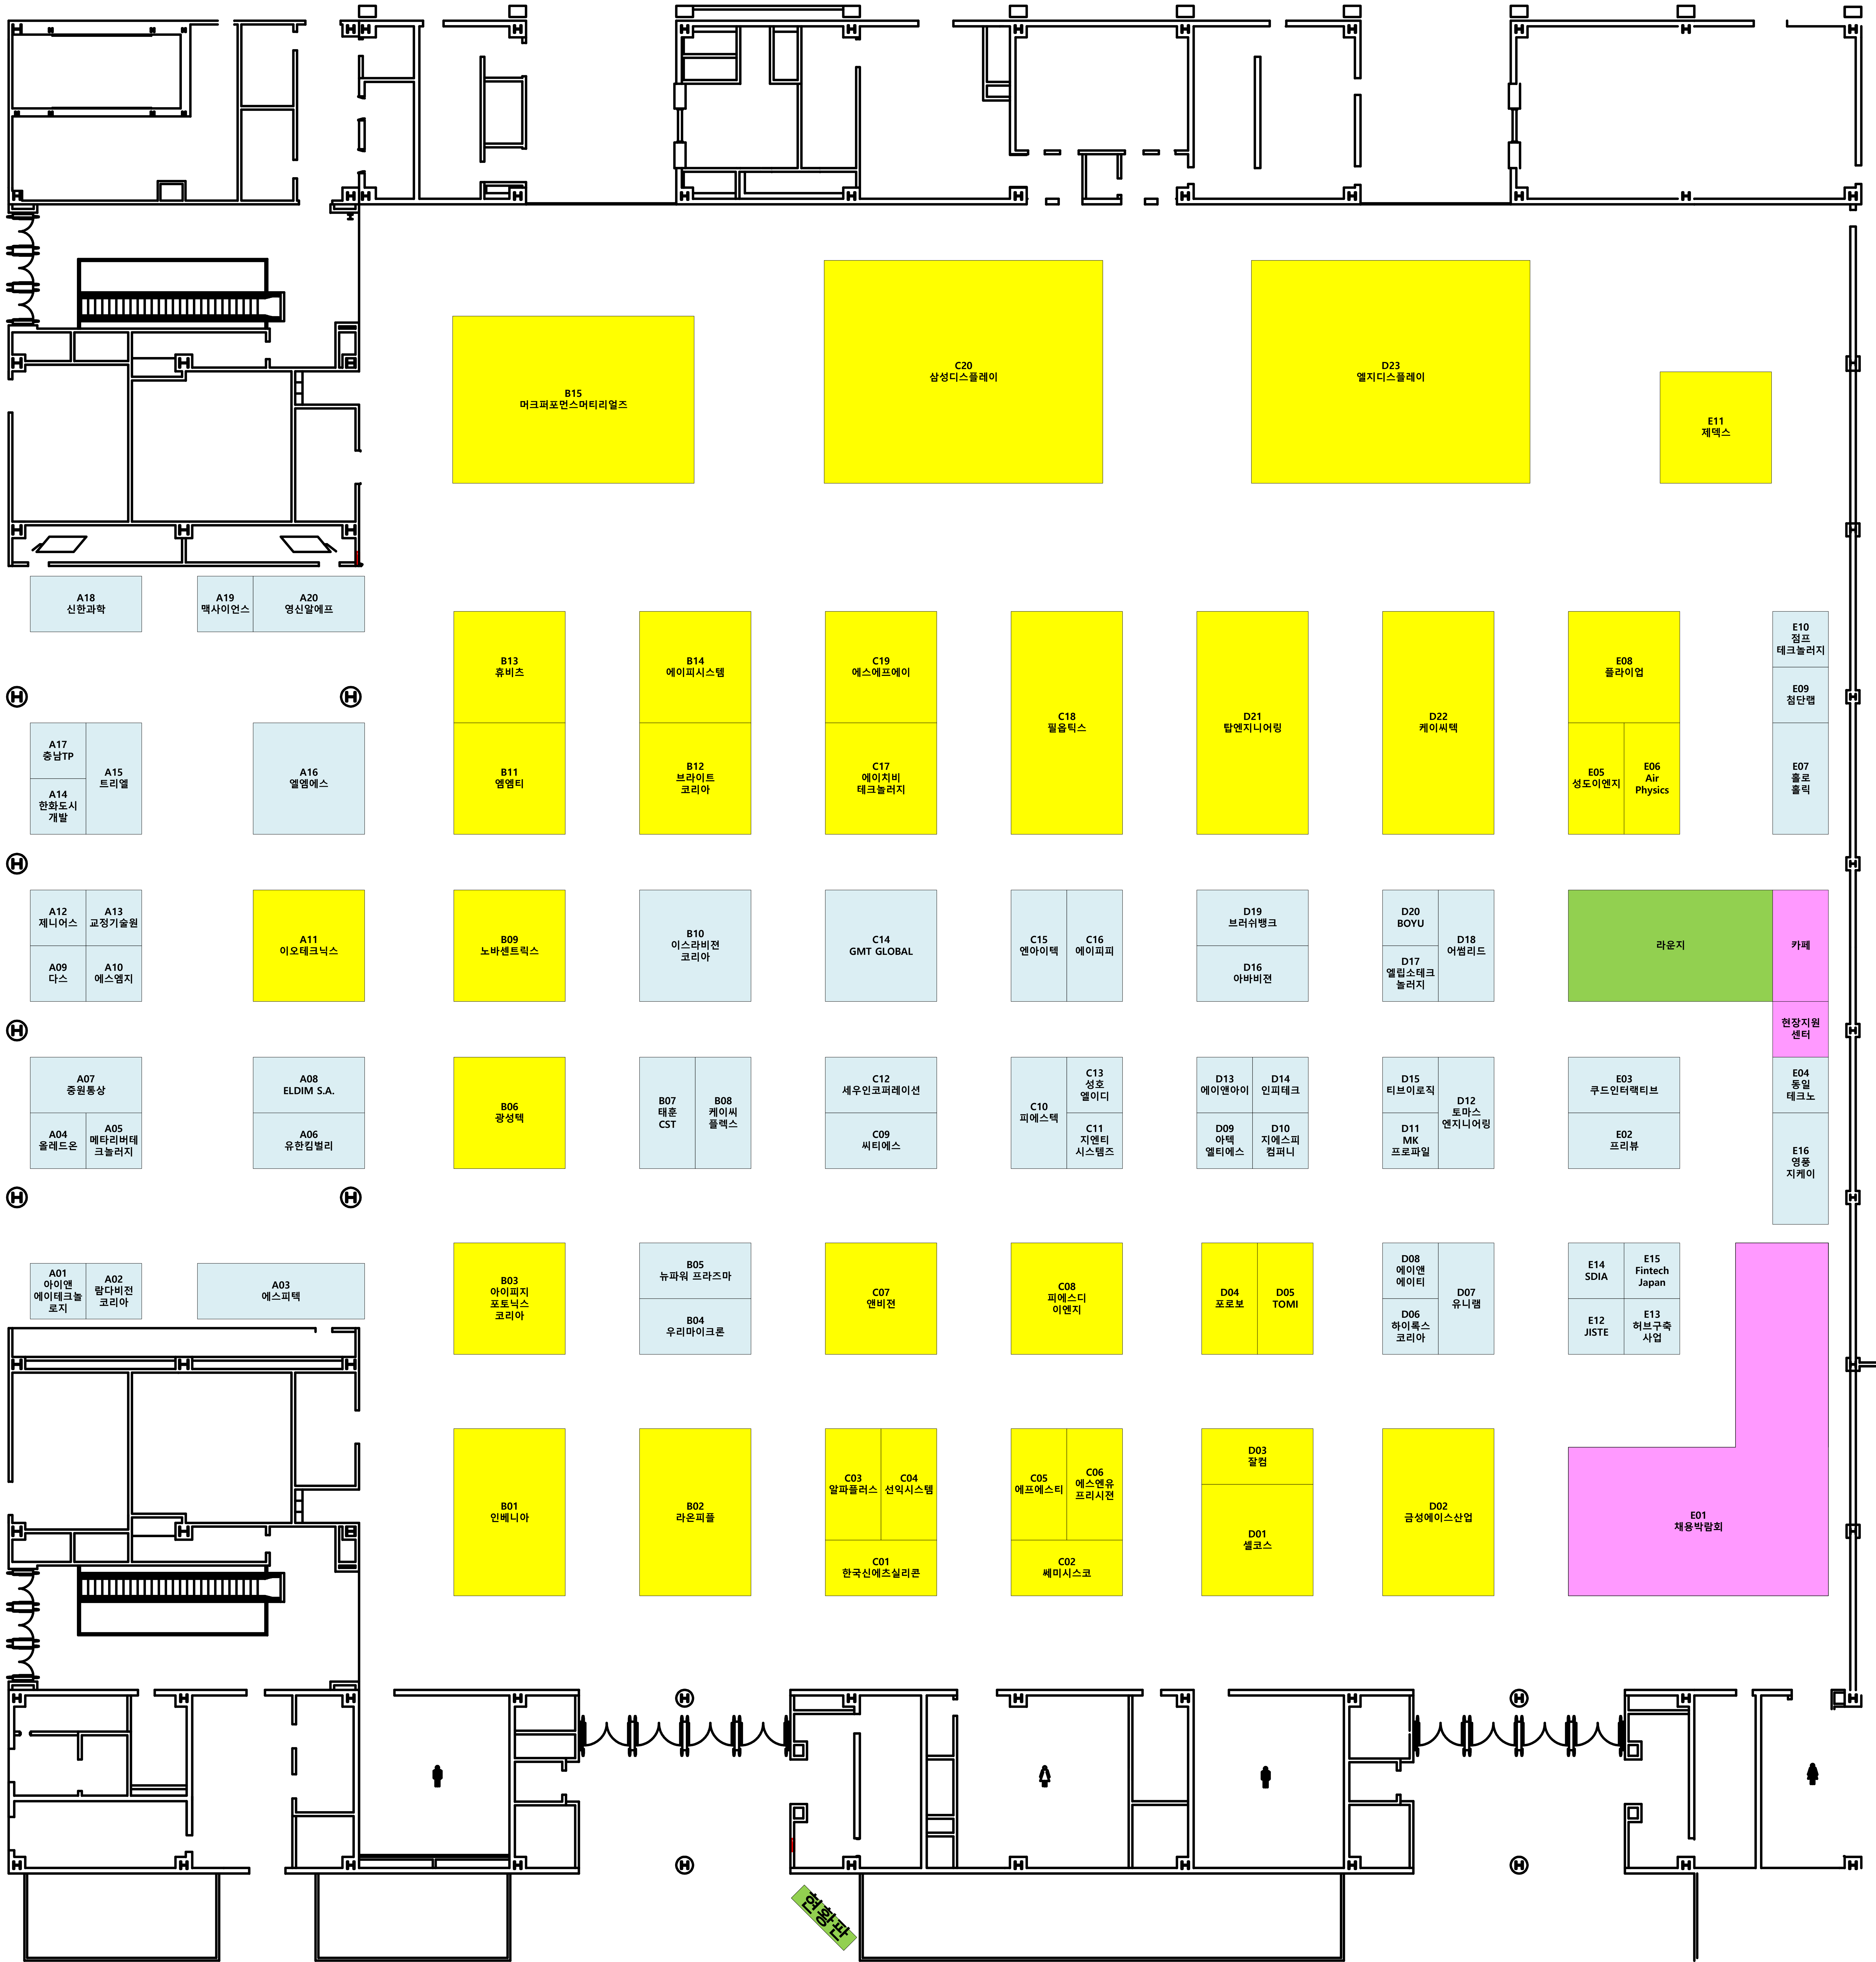 C20
삼성디스플레이
D23
엘지디스플레이
B15
머크퍼포먼스머티리얼즈
E11
제덱스
A18
신한과학
A19
맥사이언스
A20
영신알에프
B13
휴비츠
B14
에이피시스템
C19
에스에프에이
C18
필옵틱스
D21
탑엔지니어링
D22
케이씨텍
E08
플라이업
E10
점프
테크놀러지
E09
첨단랩
A17
충남TP
A14
한화도시
개발
A15
트리엘
A16
엘엠에스
B11
엠엠티
B12
브라이트
코리아
C17
에이치비
테크놀러지
E05
성도이엔지
E06
Air
Physics
E07
홀로
홀릭
A12
제니어스
A13
교정기술원
A09
다스
A10
에스엠지
A11
이오테크닉스
B09
노바센트릭스
B10
이스라비젼
코리아
C14
GMT GLOBAL
C15
엔아이텍
C16
에이피피
D19
브러쉬뱅크
D16
아바비젼
D20
BOYU
D17
엘립소테크
놀러지
D18
어썸리드
라운지
카페
현장지원
센터
A07
중원통상
A04
올레드온
A05
메타리버테
크놀러지
A08
ELDIM S.A.
A06
유한킴벌리
B06
광성텍
B07
태훈
CST
B08
케이씨
플렉스
C12
세우인코퍼레이션
C09
씨티에스
C10
피에스텍
C13
성호
엘이디
C11
지엔티
시스템즈
D13
에이앤아이
D14
인피테크
D09
아텍
엘티에스
D10
지에스피
컴퍼니
D15
티브이로직
D11
MK
프로파일
D12
토마스
엔지니어링
E03
쿠드인터랙티브
E02
프리뷰
E04
동일
테크노
E16
영풍
지케이
A01
아이앤
에이테크놀
로지
A02
람다비전
코리아
A03
에스피텍
B03
아이피지
포토닉스
코리아
B05
뉴파워 프라즈마
B04
우리마이크론
C07
앤비젼
C08
피에스디
이엔지
D04
포로보
D05
TOMI
D08
에이앤
에이티
D06
하이록스
코리아
D07
유니램
E14
SDIA
E15
Fintech
Japan
E12
JISTE
E13
허브구축
사업
B01
인베니아
B02
라온피플
C03
알파플러스
C04
선익시스템
C01
한국신에츠실리콘
C05
에프에스티
C06
에스엔유
프리시젼
C02
쎄미시스코
D03
잘컴
D01
셀코스
D02
금성에이스산업
E01
채용박람회
현황판